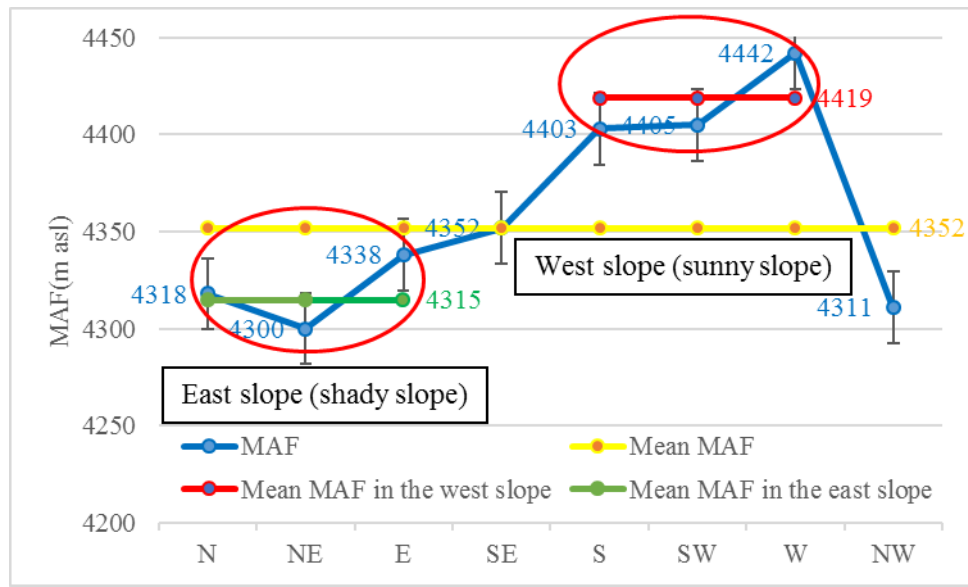 4450
4400
4350
4300
4250
4200
MAF(m asl)
4442
4419
4403
4405
4352
4352
4338
4318
4300
4315
4311
West slope (sunny slope)
East slope (shady slope)
MAF
Mean MAF
Mean MAF in the west slope
Mean MAF in the east slope
N NE E SE S SW W NW